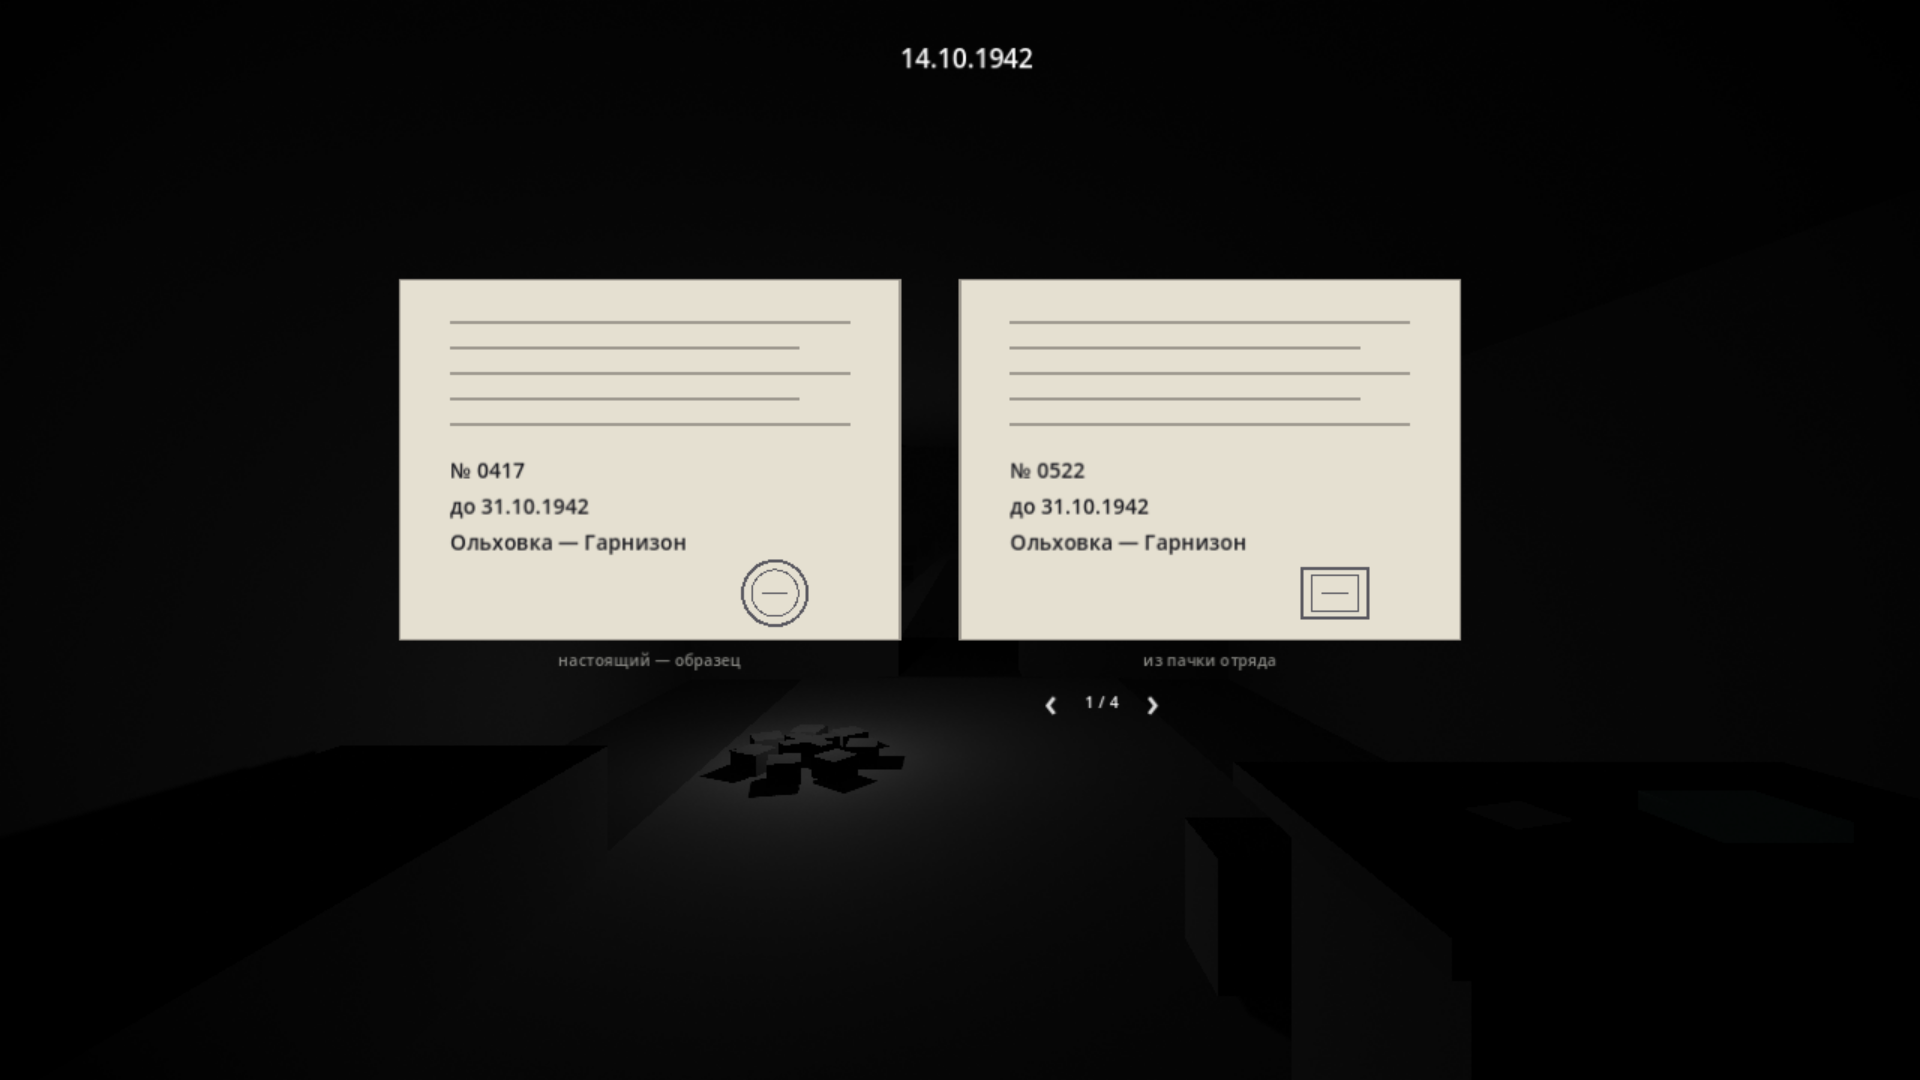 14.10.1942
№ 0417
до 31.10.1942
Ольховка — Гарнизон
настоящий — образец
№ 0522
до 31.10.1942
Ольховка — Гарнизон
из пачки отряда
‹ 1 / 4 ›